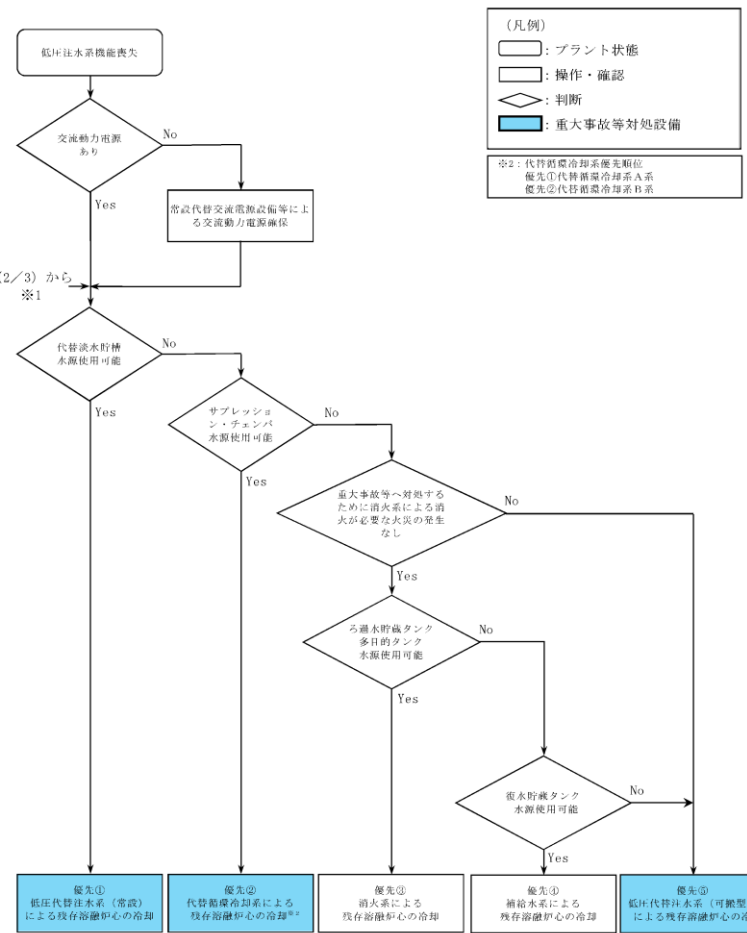 低圧注水系機能喪失
交流動力電源
あり
No
Yes
常設代替交流電源設備等によ
る交流動力電源確保
(2/3) から
※1
代替淡水貯槽
水源使用可能
No
Yes
サプレッショ
ン・チェンバ
水源使用可能
No
Yes
重大事故等へ対処する
ために消火系による消
火が必要な火災の発生
なし
No
Yes
ろ過水貯蔵タンク
多目的タンク
水源使用可能
No
Yes
復水貯蔵タンク
水源使用可能
No
Yes
優先①
低圧代替注水系（常設）
による残存溶融炉心の冷却
優先②
代替循環冷却系による
残存溶融炉心の冷却※2
優先③
消火系による
残存溶融炉心の冷却
優先④
補給水系による
残存溶融炉心の冷却
優先⑤
低圧代替注水系（可搬型
による残存溶融炉心の冷
（凡例）
：プラント状態
：操作・確認
：判断
：重大事故等対処設備
※2：代替循環冷却系優先順位
優先①代替循環冷却系Ａ系
優先②代替循環冷却系Ｂ系